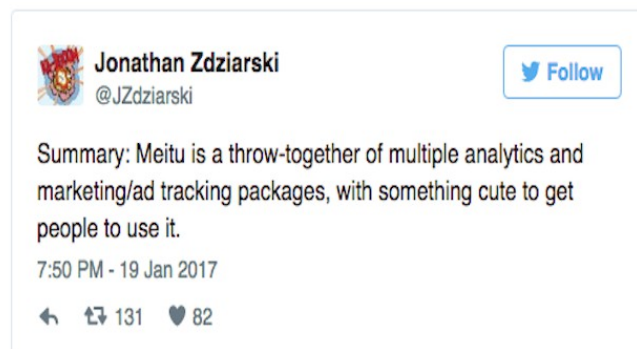 Jonathan Zdziarski
@JZdziarski
Follow
Summary: Meitu is a throw-together of multiple analytics and
marketing/ad tracking packages, with something cute to get
people to use it.
7:50 PM - 19 Jan 2017
131 82